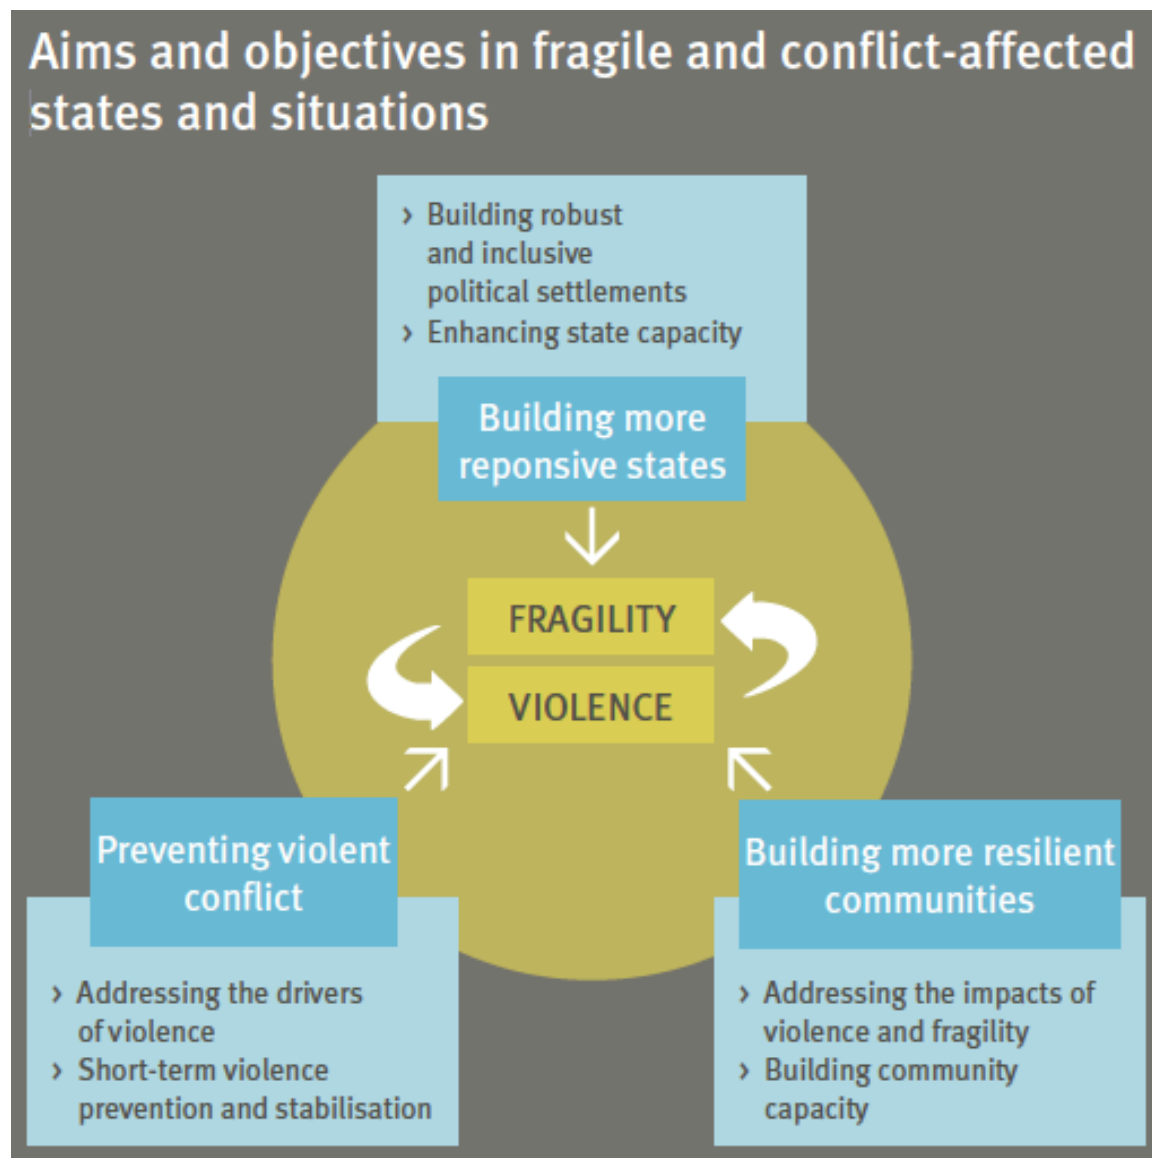 Aims and objectives in fragile and conflict-affected
states and situations
› Building robust
and inclusive
political settlements
› Enhancing state capacity
Building more
reponsive states
FRAGILITY
VIOLENCE
Preventing violent
conflict
› Addressing the drivers
of violence
› Short-term violence
prevention and stabilisation
Building more resilient
communities
› Addressing the impacts of
violence and fragility
› Building community
capacity